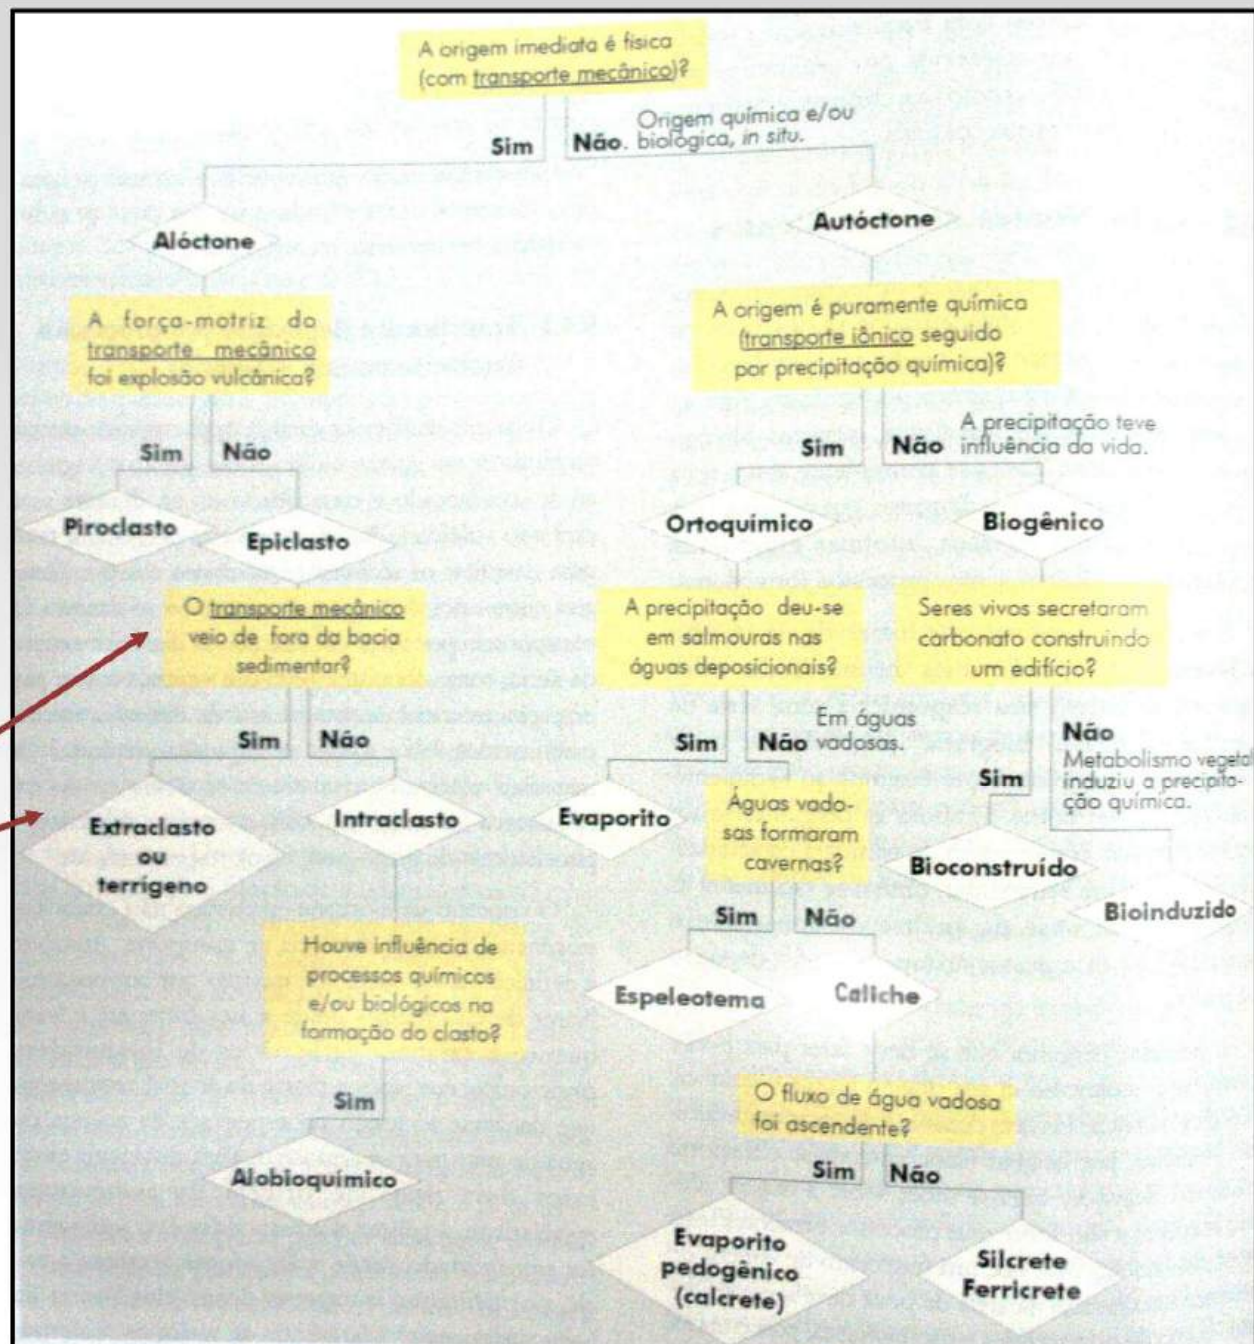 A origem imediata é física
(com transporte mecânico)?
Sim
Não. Origem química e/ou
biológica, in situ.
Alóctone
Autóctone
A força-motriz do
transporte mecânico
foi explosão vulcânica?
A origem é puramente química
(transporte iônico seguido
por precipitação química)?
Sim
Não
Sim
Não
A precipitação teve
influência da vida.
Piroclasto
Epiclasto
Ortoquímico
Biogênico
O transporte mecânico
veio de fora da bacia
sedimentar?
A precipitação deu-se
em salmouras nas
águas deposicionais?
Seres vivos secretaram
carbonato construindo
um edifício?
Sim
Não
Sim
Não
Em águas
vadosas.
Sim
Não
Metabolismo vegetal
induziu a precipita-
ção química.
Extraclasto
ou
terrígeno
Intraclasto
Evaporito
Águas vado-
sas formaram
cavernas?
Bioconstruído
Bioinduzido
Sim
Não
Houve influência de
processos químicos
e/ou biológicos na
formação do clasto?
Espeleotema
Caliche
Sim
O fluxo de água vadosa
foi ascendente?
Alobioquímico
Sim
Não
Evaporito
pedogênico
(calcrete)
Silcrete
Ferricrete